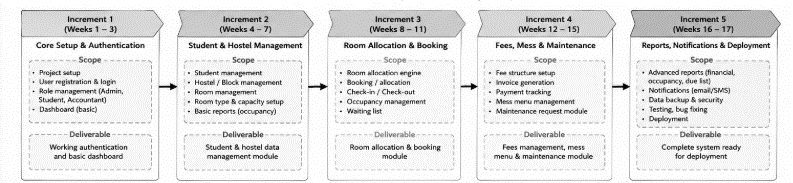 Increment 1
(Weeks 1 – 3)
Core Setup & Authentication
Scope
• Project setup
• User registration & login
• Role management (Admin,
Student, Accountant)
• Dashboard (basic)
Deliverable
Working authentication
and basic dashboard
Increment 2
(Weeks 4 – 7)
Student & Hostel Management
Scope
• Student management
• Hostel / Block management
• Room management
• Room type & capacity setup
• Basic reports (occupancy)
Deliverable
Student & hostel data
management module
Increment 3
(Weeks 8 – 11)
Room Allocation & Booking
Scope
• Room allocation engine
• Booking / allocation
• Check-in / Check-out
• Occupancy management
• Waiting list
Deliverable
Room allocation & booking
module
Increment 4
(Weeks 12 – 15)
Fees, Mess & Maintenance
Scope
• Fee structure setup
• Invoice generation
• Payment tracking
• Mess menu management
• Maintenance request module
Deliverable
Fees management, mess
menu & maintenance module
Increment 5
(Weeks 16 – 17)
Reports, Notifications & Deployment
Scope
• Advanced reports (financial,
occupancy, due list)
• Notifications (email/SMS)
• Data backup & security
• Testing, bug fixing
• Deployment
Deliverable
Complete system ready
for deployment